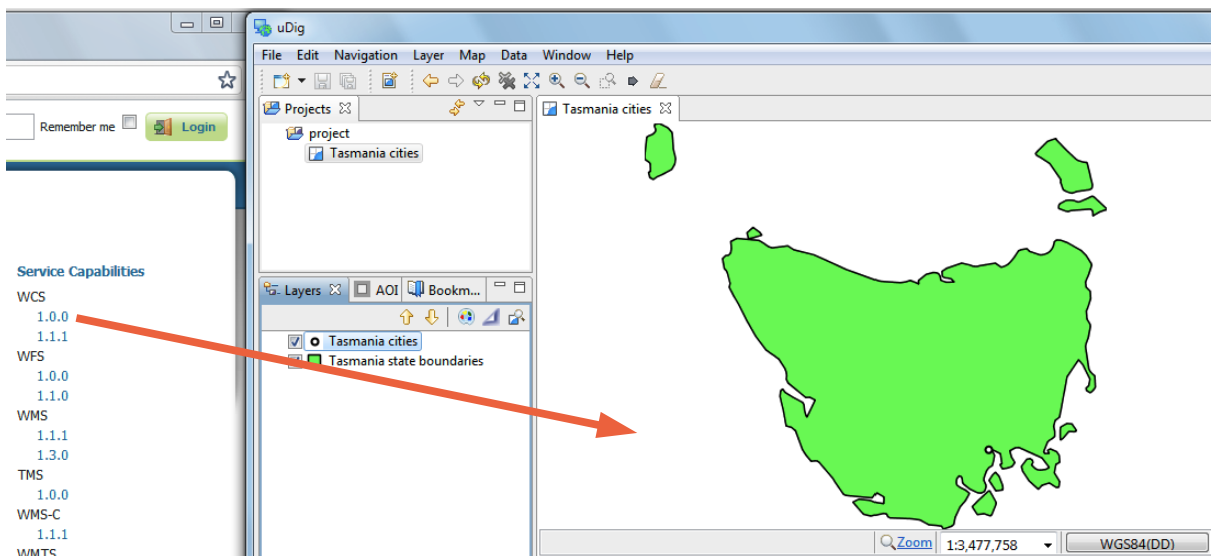 Remember me
Login
Service Capabilities
WCS
1.0.0
1.1.1
WFS
1.0.0
1.1.0
WMS
1.1.1
1.3.0
TMS
1.0.0
WMS-C
1.1.1
WMTS
uDig
File Edit Navigation Layer Map Data Window Help
Projects
project
Tasmania cities
Layers AOI Bookm...
Tasmania cities
Tasmania state boundaries
Tasmania cities
Zoom 1:3,477,758 WGS84(DD)